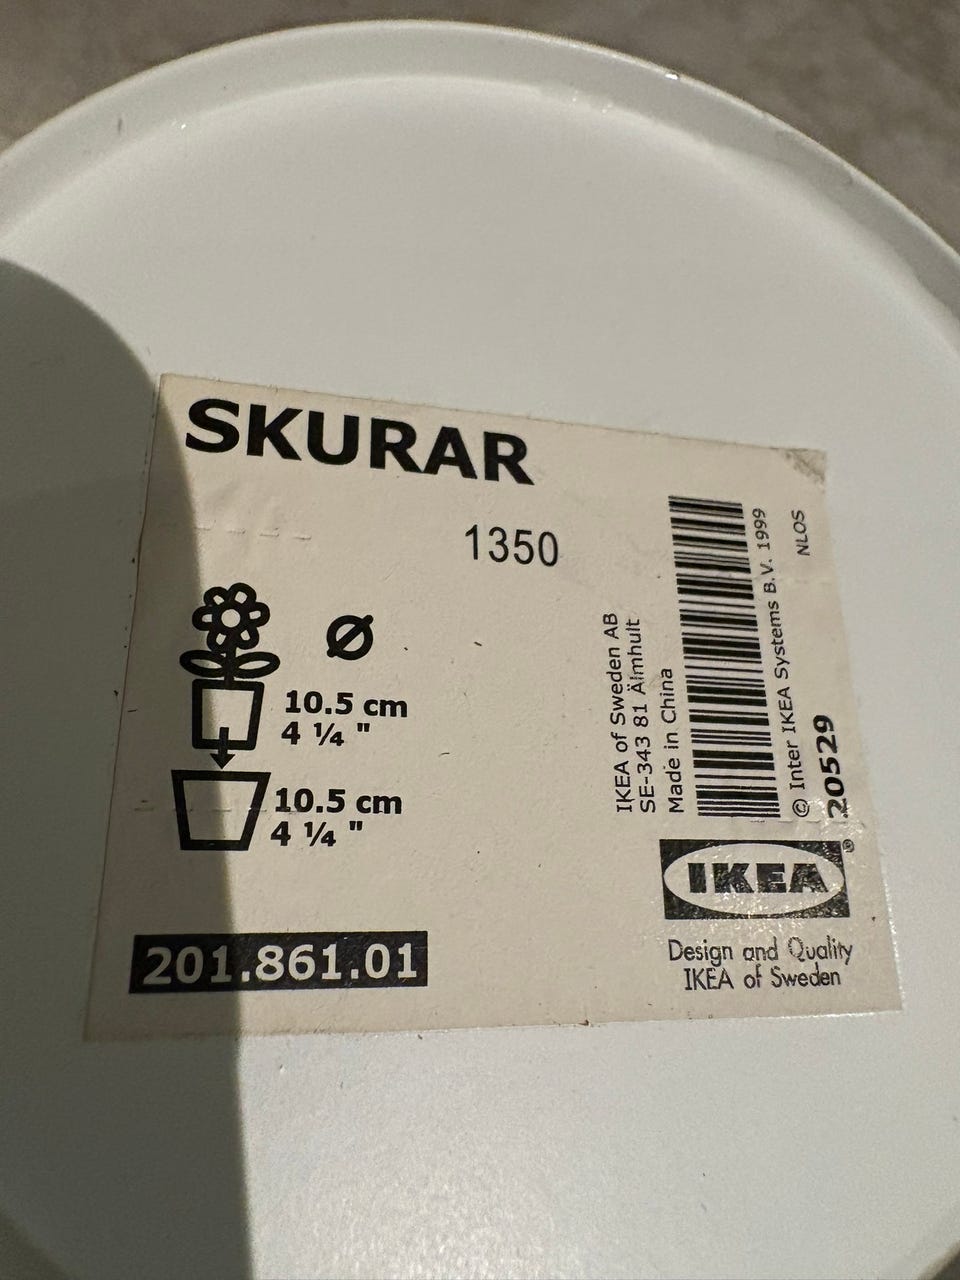 SKURAR
1350
Ø
10.5 cm
4 ¼ "
10.5 cm
4 ¼ "
201.861.01
IKEA of Sweden AB
SE-343 81 Älmhult
Made in China
© Inter IKEA Systems B.V. 1999
NLOS
20529
IKEA®
Design and Quality
IKEA of Sweden